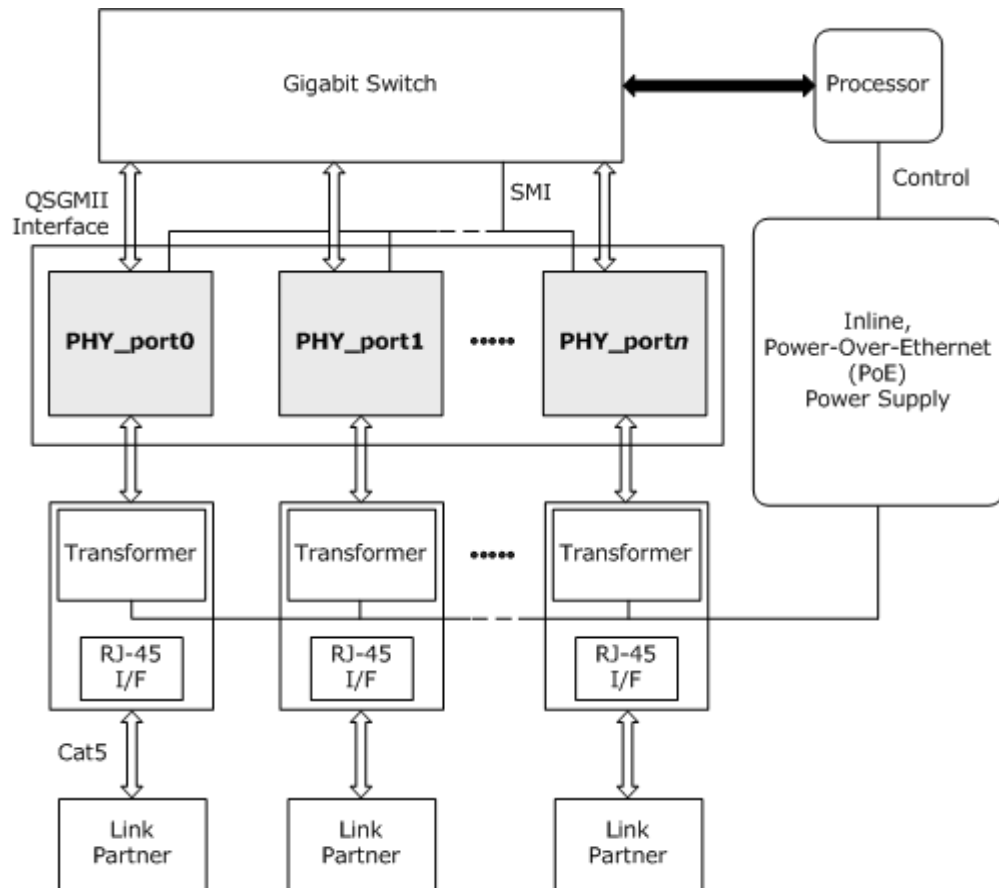 Gigabit Switch
Processor
QSGMII
Interface
SMI
Control
PHY_port0
PHY_port1
PHY_portn
Inline,
Power-Over-Ethernet
(PoE)
Power Supply
Transformer
Transformer
Transformer
RJ-45
I/F
RJ-45
I/F
RJ-45
I/F
Cat5
Link
Partner
Link
Partner
Link
Partner